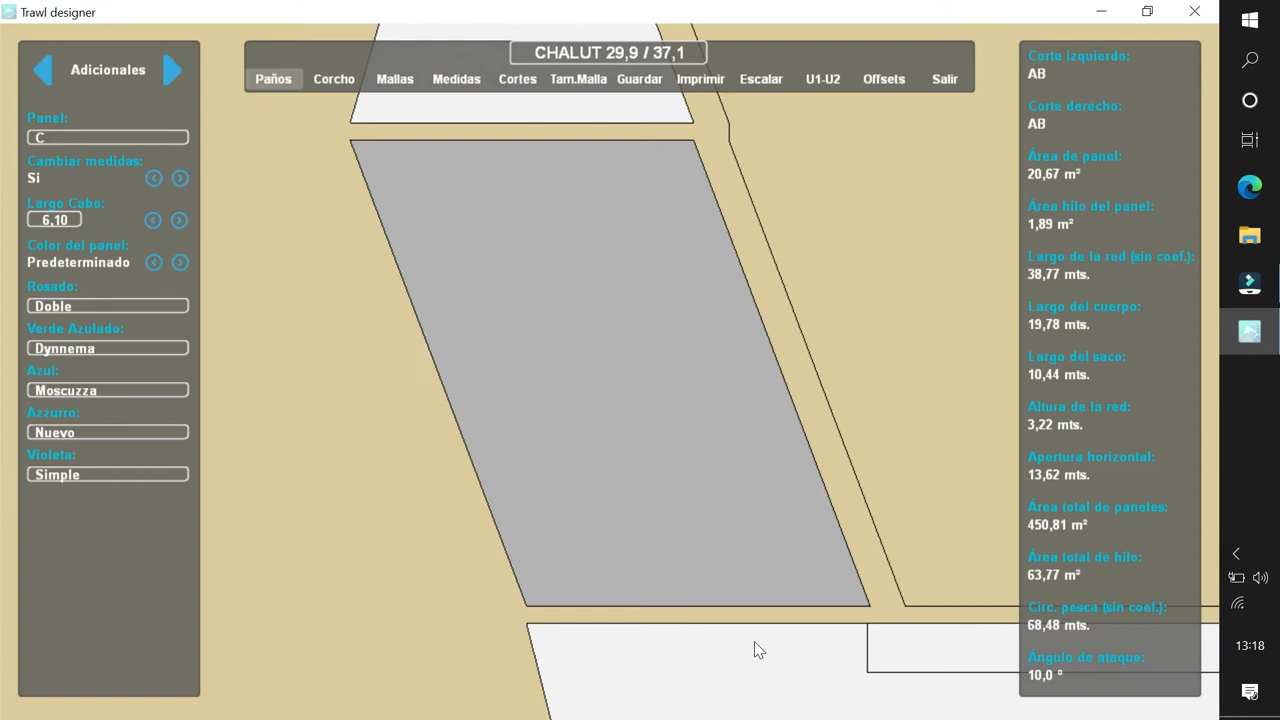 Trawl designer
CHALUT 29,9 / 37,1
Paños Corcho Mallas Medidas Cortes Tam.Malla Guardar Imprimir Escalar U1-U2 Offsets Salir
Adicionales
Panel:
C
Cambiar medidas:
Si
Largo Cabo:
6,10
Color del panel:
Predeterminado
Rosado:
Doble
Verde Azulado:
Dynnema
Azul:
Moscuzza
Azzurro:
Nuevo
Violeta:
Simple
Corte izquierdo:
AB
Corte derecho:
AB
Área de panel:
20,67 m²
Área hilo del panel:
1,89 m²
Largo de la red (sin coef.):
38,77 mts.
Largo del cuerpo:
19,78 mts.
Largo del saco:
10,44 mts.
Altura de la red:
3,22 mts.
Apertura horizontal:
13,62 mts.
Área total de paneles:
450,81 m²
Área total de hilo:
63,77 m²
Circ. pesca (sin coef.):
68,48 mts.
Ángulo de ataque:
10,0 °
13:18